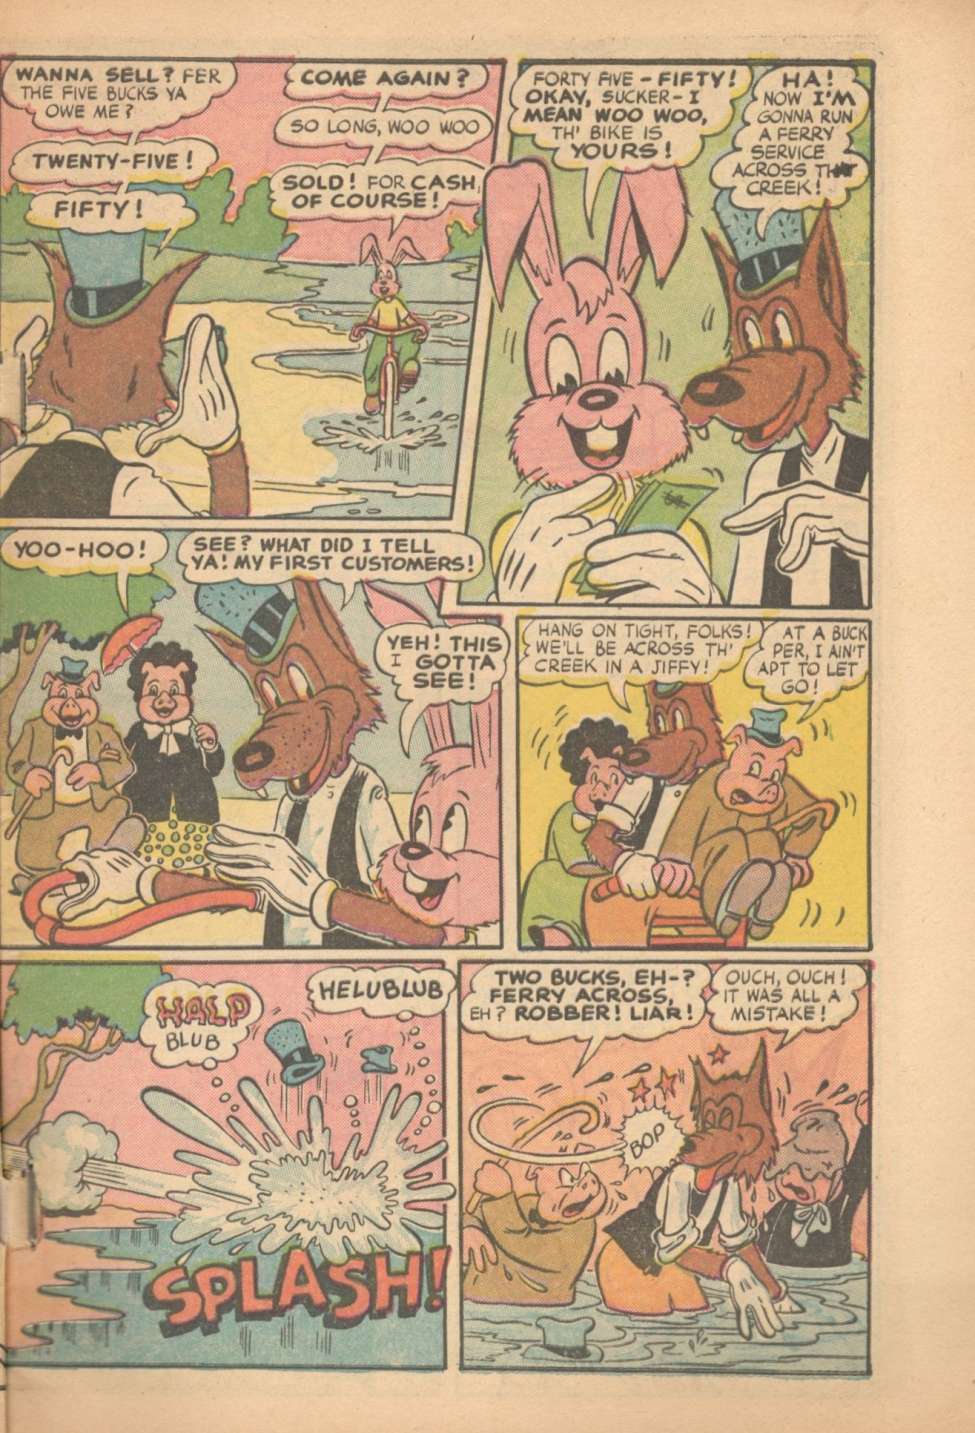 WANNA SELL? FER
THE FIVE BUCKS YA
OWE ME?
COME AGAIN?
SO LONG, WOO WOO
TWENTY-FIVE!
SOLD! FOR CASH,
OF COURSE!
FIFTY!
FORTY FIVE - FIFTY!
OKAY, SUCKER - I
MEAN WOO WOO,
TH' BIKE IS
YOURS!
HA!
NOW I'M
GONNA RUN
A FERRY
SERVICE
ACROSS THAT
CREEK!
YOO-HOO!
SEE? WHAT DID I TELL
YA! MY FIRST CUSTOMERS!
YEH! THIS
I GOTTA
SEE!
HANG ON TIGHT, FOLKS!
WE'LL BE ACROSS TH'
CREEK IN A JIFFY!
AT A BUCK
PER, I AIN'T
APT TO LET
GO!
HALP
BLUB
HELUBLUB
SPLASH!
TWO BUCKS, EH-?
FERRY ACROSS,
EH? ROBBER! LIAR!
OUCH, OUCH!
IT WAS ALL A
MISTAKE!
BOP